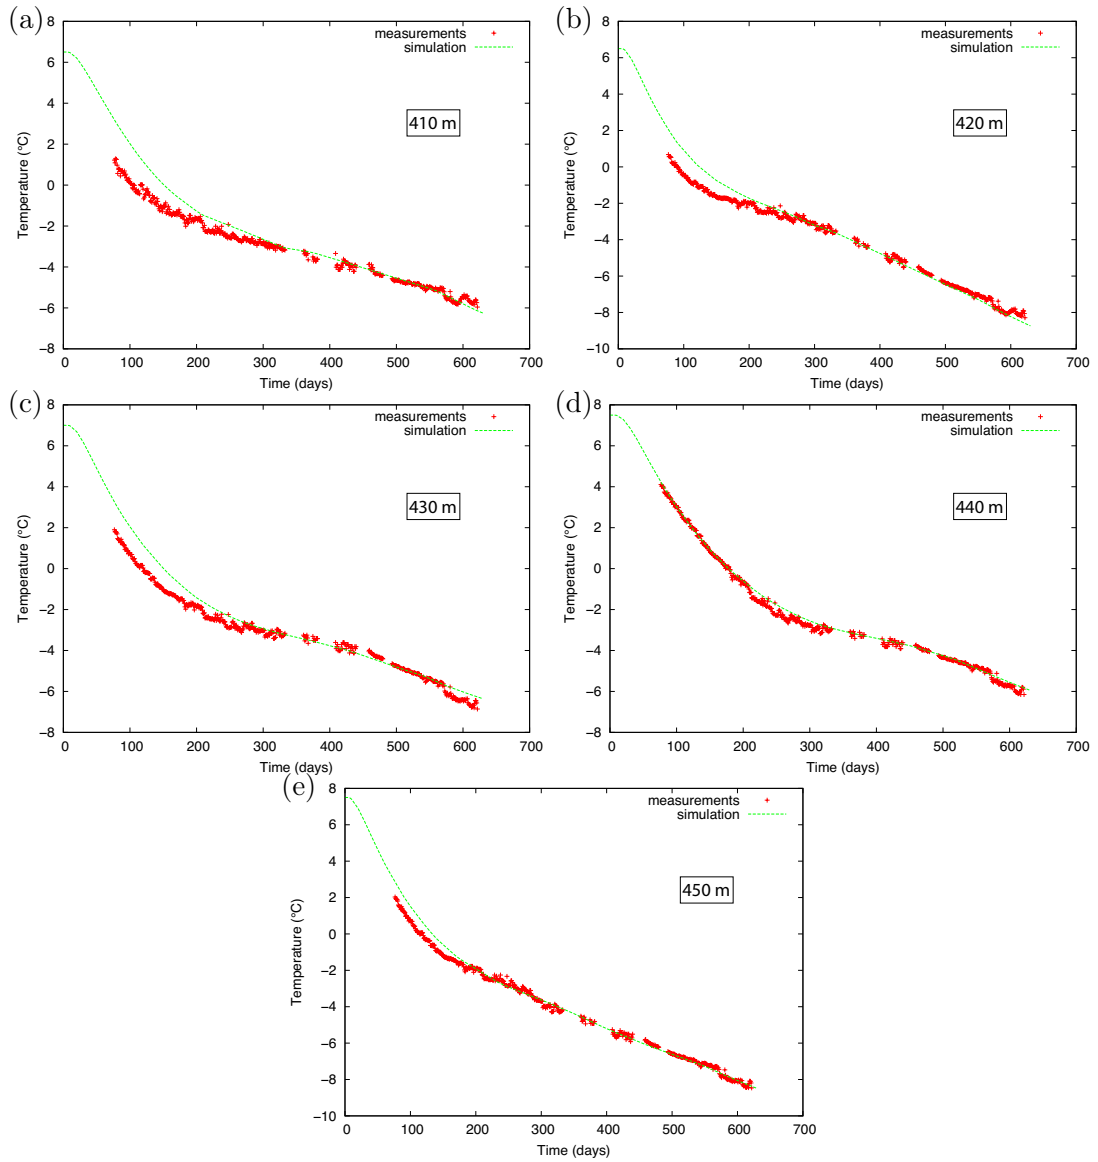 (a)
8
6
4
2
0
−2
−4
−6
−8
0 100 200 300 400 500 600 700
Temperature (°C)
Time (days)
measurements
simulation
410 m
(b)
8
6
4
2
0
−2
−4
−6
−8
−10
0 100 200 300 400 500 600 700
Temperature (°C)
Time (days)
measurements
simulation
420 m
(c)
8
6
4
2
0
−2
−4
−6
−8
0 100 200 300 400 500 600 700
Temperature (°C)
Time (days)
measurements
simulation
430 m
(d)
8
6
4
2
0
−2
−4
−6
−8
0 100 200 300 400 500 600 700
Temperature (°C)
Time (days)
measurements
simulation
440 m
(e)
8
6
4
2
0
−2
−4
−6
−8
−10
0 100 200 300 400 500 600 700
Temperature (°C)
Time (days)
measurements
simulation
450 m